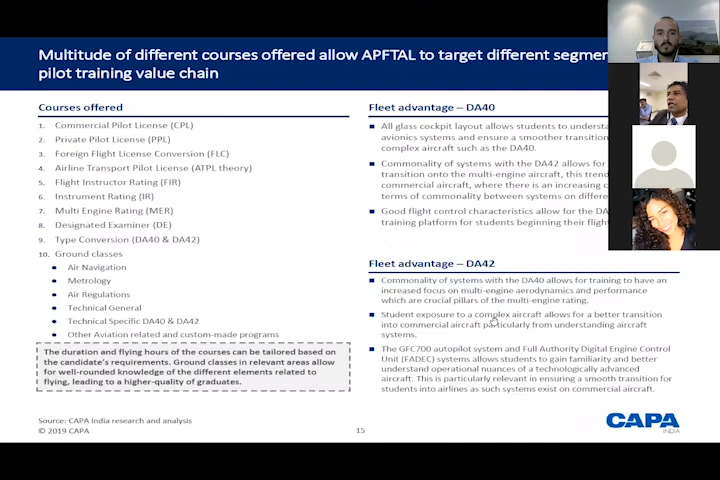 Multitude of different courses offered allow APFTAL to target different
pilot training value chain
Courses offered
1. Commercial Pilot License (CPL)
2. Private Pilot License (PPL)
3. Foreign Flight License Conversion (FLC)
4. Airline Transport Pilot License (ATPL theory)
5. Flight Instructor Rating (FIR)
6. Instrument Rating (IR)
7. Multi Engine Rating (MER)
8. Designated Examiner (DE)
9. Type Conversion (DA40 & DA42)
10. Ground classes
Air Navigation
Metrology
Air Regulations
Technical General
Technical Specific DA40 & DA42
Other Aviation related and custom-made programs
The duration and flying hours of the courses can be tailored based on
the candidate's requirements. Ground classes in relevant areas allow
for well-rounded knowledge of the different elements related to
flying, leading to a higher-quality of graduates.
Fleet advantage – DA40
All glass cockpit layout allows students to
avionics systems and ensure a smoother
complex aircraft such as the DA40.
Commonality of systems with the DA42 allows for
transition onto the multi-engine aircraft, this
commercial aircraft, where there is an increasing
terms of commonality between systems on
Good flight control characteristics allow for the
training platform for students beginning their
Fleet advantage – DA42
Commonality of systems with the DA40 allows for training to have an
increased focus on multi-engine aerodynamics and performance
which are crucial pillars of the multi-engine rating.
Student exposure to a complex aircraft allows for a better transition
into commercial aircraft particularly from understanding aircraft
systems.
The GFC700 autopilot system and Full Authority Digital Engine Control
Unit (FADEC) systems allows students to gain familiarity and better
understand operational nuances of a technologically advanced
aircraft. This is particularly relevant in ensuring a smooth transition for
students into airlines as such systems exist on commercial aircraft.
Source: CAPA India research and analysis
© 2019 CAPA
15
CAPA
INDIA